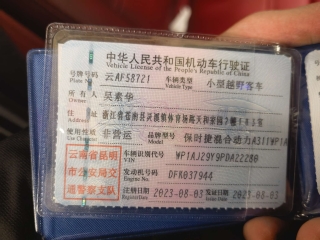 中华人民共和国机动车行驶证
Vehicle License of the People's Republic of China
号牌号码 云AF58721 车辆类型 小型越野客车
Plate No. Vehicle Type
所有人 吴素华
Owner
住址
Address
使用性质 非营运 品牌型号 保时捷混合动力
Use Character Model
云南省昆明
市公安局交
通警察支队
车辆识别代号 WP1AJ29Y9PDA22280
VIN
发动机号码 DFK037944
Engine No.
注册日期 2023-08-03 发证日期 2023-08-03
Register Date Issue Date